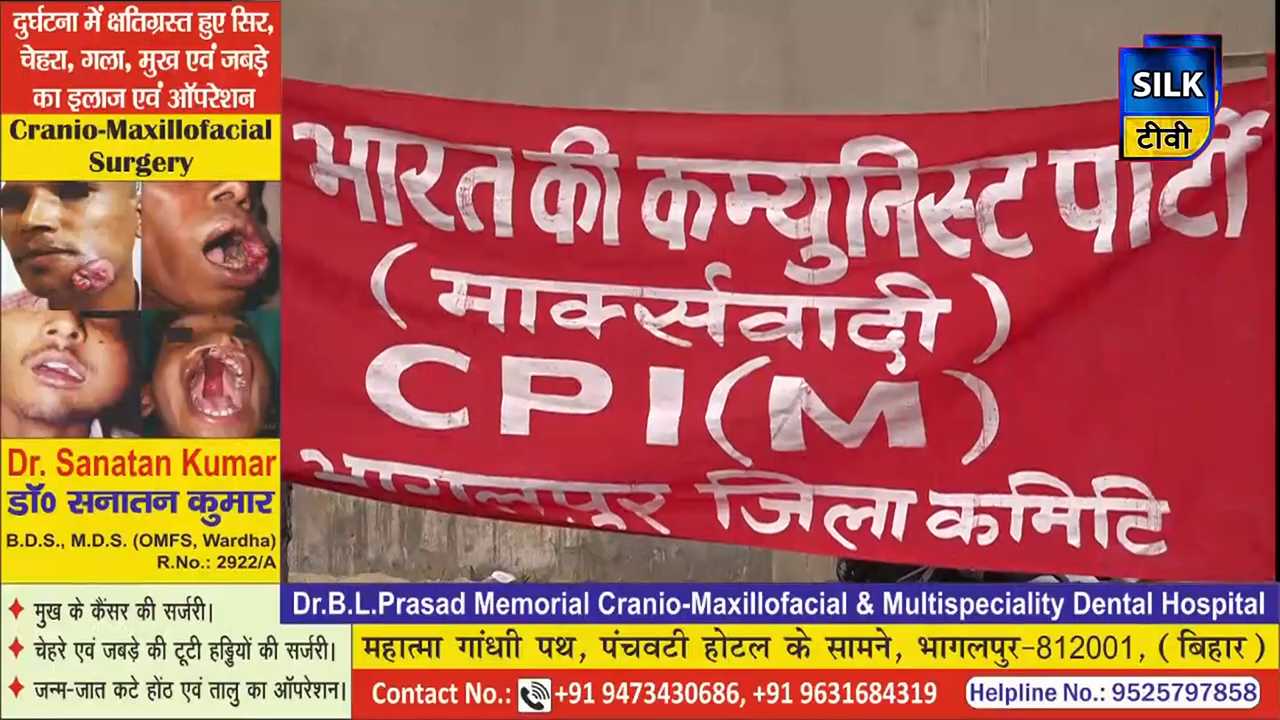 दुर्घटना में क्षतिग्रस्त हुए सिर,
चेहरा, गला, मुख एवं जबड़े
का इलाज एवं ऑपरेशन
Cranio-Maxillofacial
Surgery
Dr. Sanatan Kumar
डॉ० सनातन कुमार
B.D.S., M.D.S. (OMFS, Wardha)
R.No.: 2922/A
मुख के कैंसर की सर्जरी।
चेहरे एवं जबड़े की टूटी हड्डियों की सर्जरी।
जन्म-जात कटे होंठ एवं तालु का ऑपरेशन।
SILK
टीवी
भारत की कम्युनिस्ट पार्टी
(मार्क्सवादी)
CPI(M)
भागलपुर जिला कमिटि
Dr.B.L.Prasad Memorial Cranio-Maxillofacial & Multispeciality Dental Hospital
महात्मा गांधाी पथ, पंचवटी होटल के सामने, भागलपुर-812001, ( बिहार )
Contact No.: +91 9473430686, +91 9631684319
Helpline No.: 9525797858